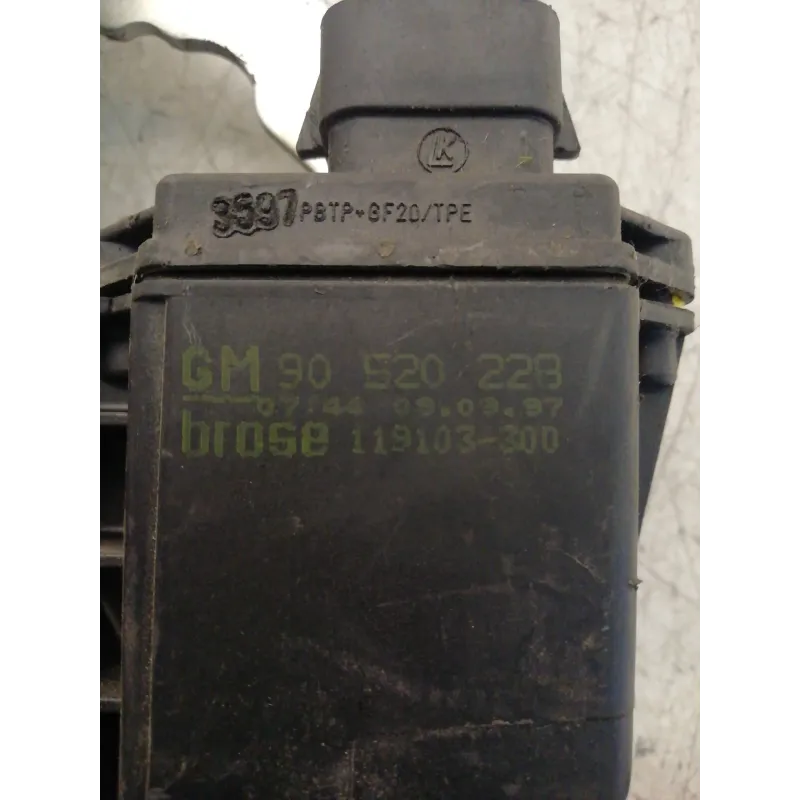 K
3597 PBTP+GF20/TPE
GM 90 520 228
07:44 09.09.97
brose 119103-300